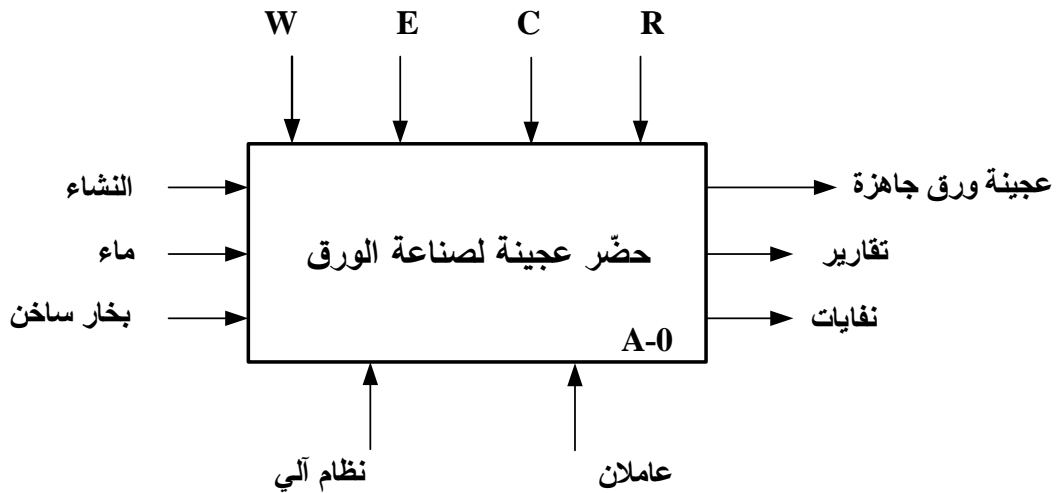 W E C R
النشاء
عجينة ورق جاهزة
ماء
حضّر عجينة لصناعة الورق
تقارير
بخار ساخن
نفايات
A-0
نظام آلي
عاملان